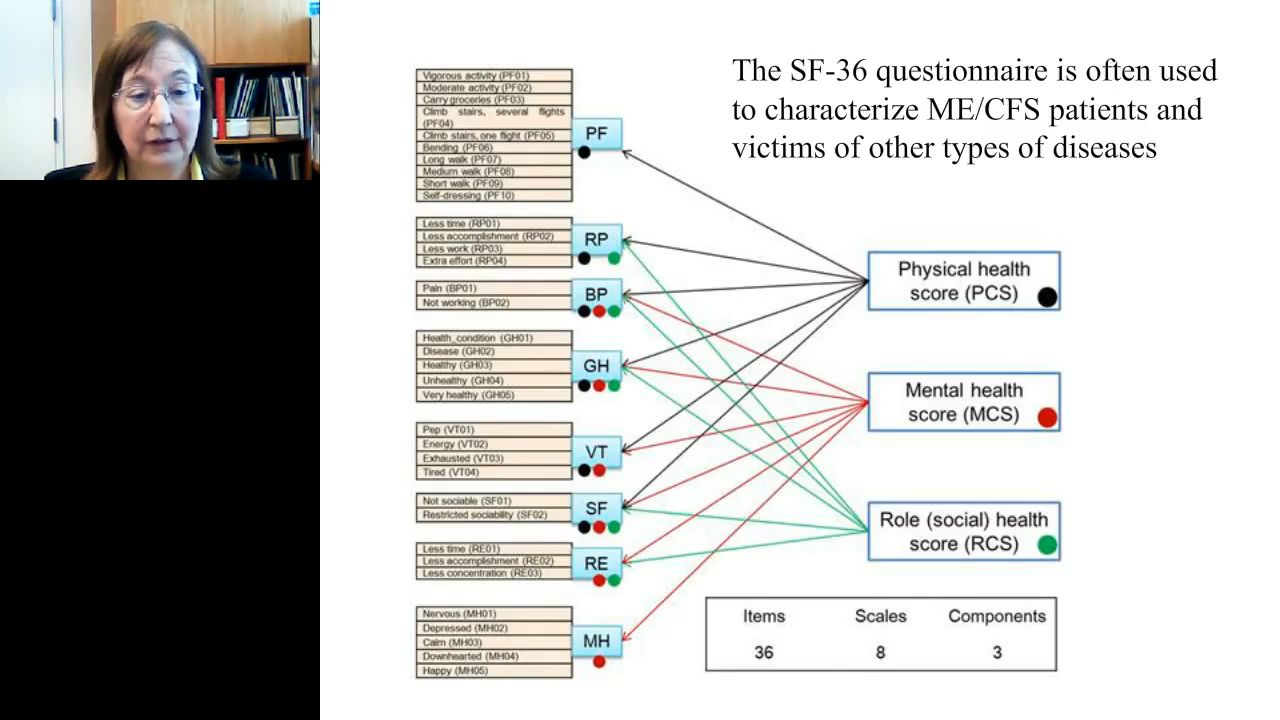 The SF-36 questionnaire is often used
to characterize ME/CFS patients and
victims of other types of diseases
Vigorous activity (PF01)
Moderate activity (PF02)
Carry groceries (PF03)
Climb stairs, several flights
(PF04)
Climb stairs, one flight (PF05)
Bending (PF06)
Long walk (PF07)
Medium walk (PF08)
Short walk (PF09)
Self-dressing (PF10)
PF
Less time (RP01)
Less accomplishment (RP02)
Less work (RP03)
Extra effort (RP04)
RP
Pain (BP01)
Not working (BP02)
BP
Health_condition (GH01)
Disease (GH02)
Healthy (GH03)
Unhealthy (GH04)
Very healthy (GH05)
GH
Pep (VT01)
Energy (VT02)
Exhausted (VT03)
Tired (VT04)
VT
Not sociable (SF01)
Restricted sociability (SF02)
SF
Less time (RE01)
Less accomplishment (RE02)
Less concentration (RE03)
RE
Nervous (MH01)
Depressed (MH02)
Calm (MH03)
Downhearted (MH04)
Happy (MH05)
MH
Physical health
score (PCS)
Mental health
score (MCS)
Role (social) health
score (RCS)
Items Scales Components
36 8 3